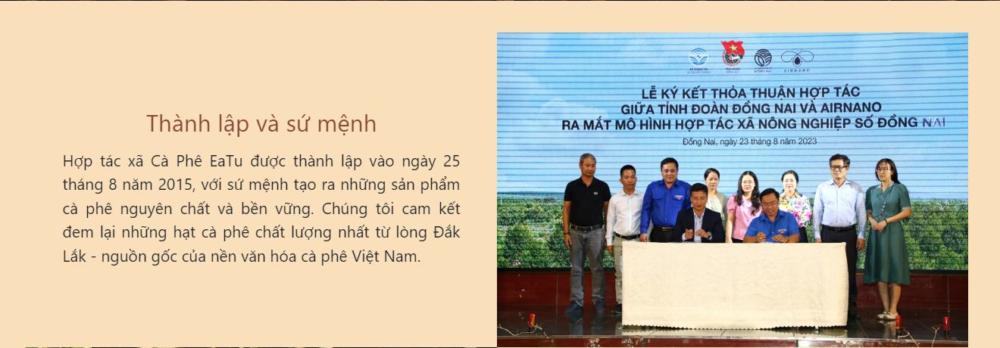 Thành lập và sứ mệnh
Hợp tác xã Cà Phê EaTu được thành lập vào ngày 25
tháng 8 năm 2015, với sứ mệnh tạo ra những sản phẩm
cà phê nguyên chất và bền vững. Chúng tôi cam kết
đem lại những hạt cà phê chất lượng nhất từ lòng Đắk
Lắk - nguồn gốc của nền văn hóa cà phê Việt Nam.
AIRNANO
LỄ KÝ KẾT THỎA THUẬN HỢP TÁC
GIỮA TỈNH ĐOÀN ĐỒNG NAI VÀ AIRNANO
RA MẮT MÔ HÌNH HỢP TÁC XÃ NÔNG NGHIỆP SỐ ĐỒNG NAI
Đồng Nai, ngày 23 tháng 8 năm 2023